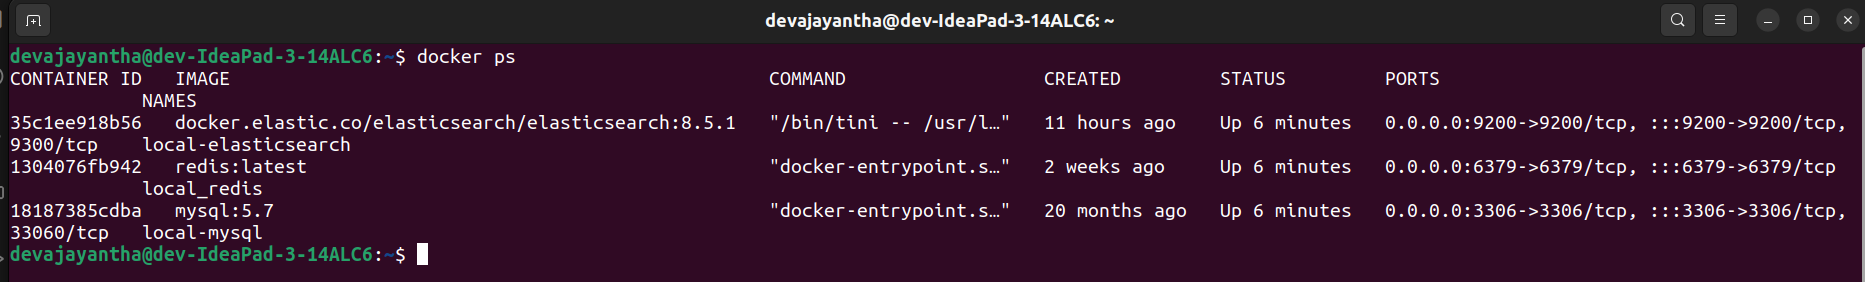 devajayantha@dev-IdeaPad-3-14ALC6: ~
devajayantha@dev-IdeaPad-3-14ALC6:~$ docker ps
CONTAINER ID   IMAGE                                                 COMMAND                  CREATED         STATUS         PORTS
            NAMES
35c1ee918b56   docker.elastic.co/elasticsearch/elasticsearch:8.5.1   "/bin/tini -- /usr/l…"   11 hours ago    Up 6 minutes   0.0.0.0:9200->9200/tcp, :::9200->9200/tcp,
9300/tcp    local-elasticsearch
1304076fb942   redis:latest                                          "docker-entrypoint.s…"   2 weeks ago     Up 6 minutes   0.0.0.0:6379->6379/tcp, :::6379->6379/tcp
            local_redis
18187385cdba   mysql:5.7                                             "docker-entrypoint.s…"   20 months ago   Up 6 minutes   0.0.0.0:3306->3306/tcp, :::3306->3306/tcp,
33060/tcp   local-mysql
devajayantha@dev-IdeaPad-3-14ALC6:~$